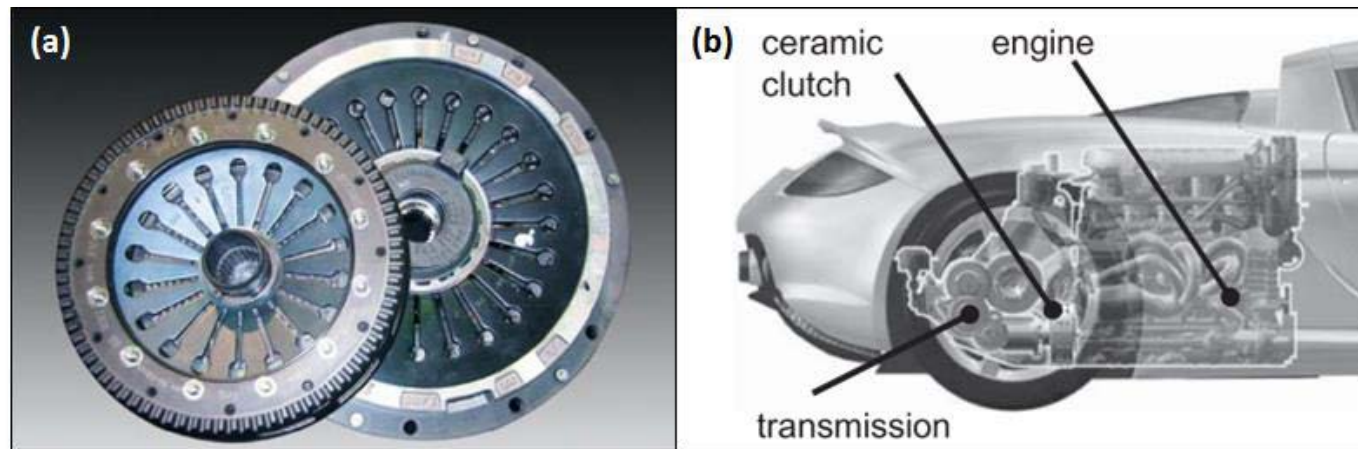 (a)
(b)
ceramic
clutch
engine
transmission